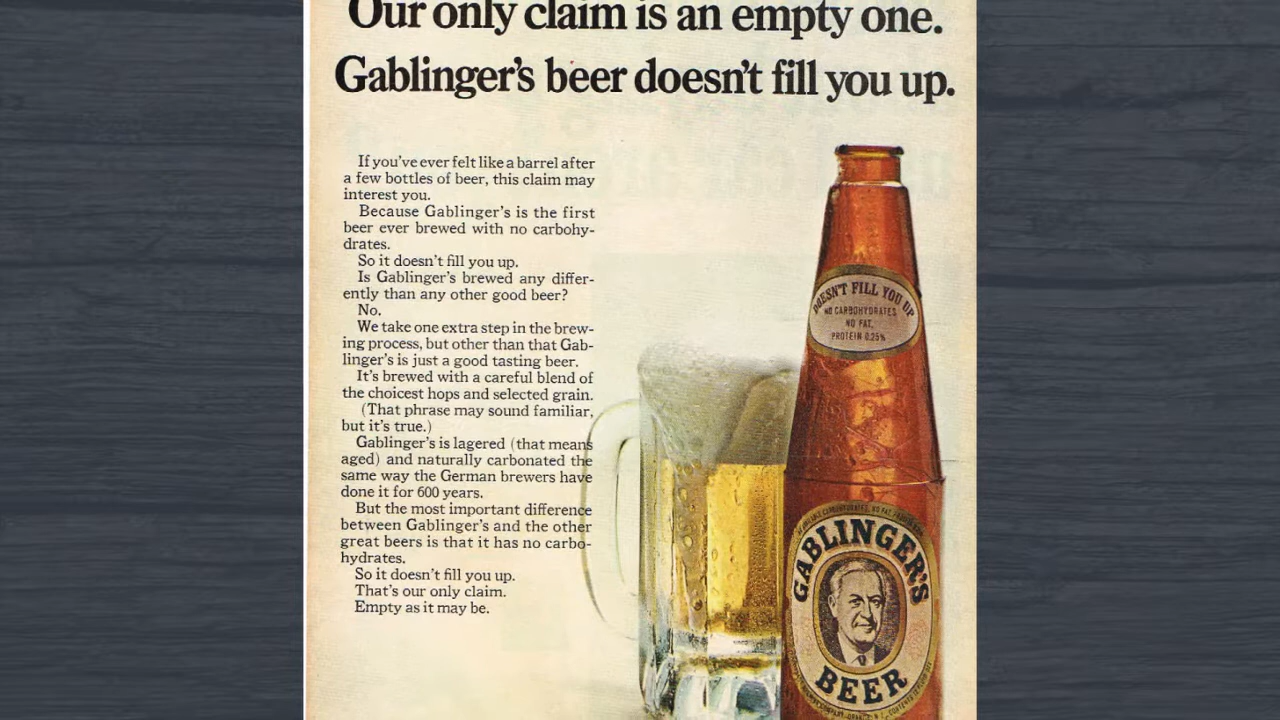 Our only claim is an empty one.
Gablinger's beer doesn't fill you up.
If you've ever felt like a barrel after
a few bottles of beer, this claim may
interest you.
Because Gablinger's is the first
beer ever brewed with no carbohy-
drates.
So it doesn't fill you up.
Is Gablinger's brewed any differ-
ently than any other good beer?
No.
We take one extra step in the brew-
ing process, but other than that Gab-
linger's is just a good tasting beer.
It's brewed with a careful blend of
the choicest hops and selected grain.
(That phrase may sound familiar,
but it's true.)
Gablinger's is lagered (that means
aged) and naturally carbonated the
same way the German brewers have
done it for 600 years.
But the most important difference
between Gablinger's and the other
great beers is that it has no carbo-
hydrates.
So it doesn't fill you up.
That's our only claim.
Empty as it may be.
DOESN'T FILL YOU UP
NO CARBOHYDRATES,
NO FAT,
PROTEIN 0.25%
GABLINGER'S
BEER